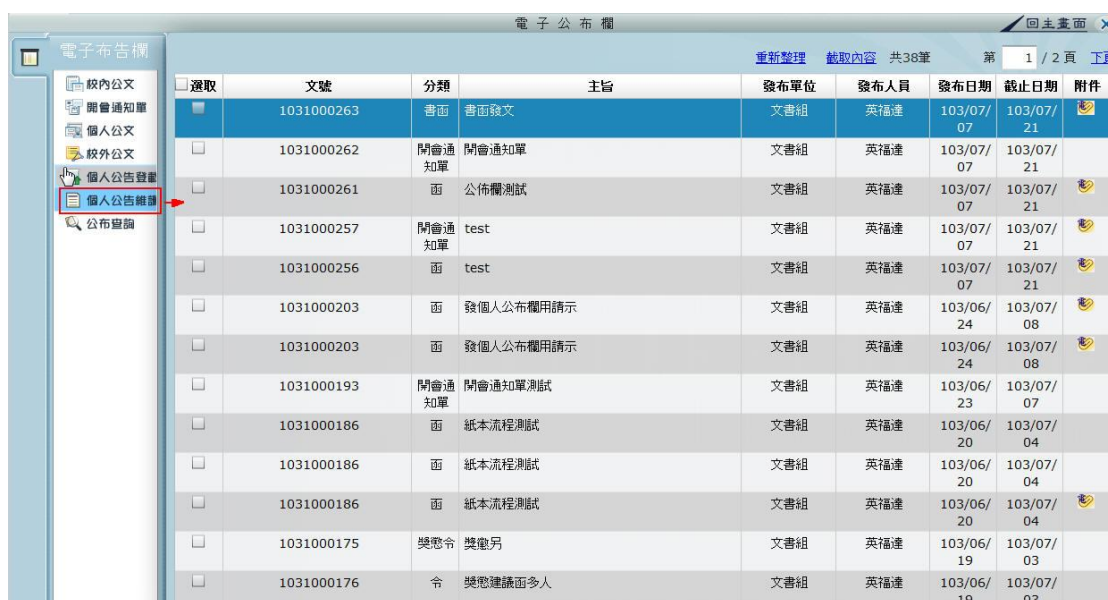 電子公布欄
回主畫面
電子布告欄
校內公文
開會通知單
個人公文
校外公文
個人公告登載
個人公告維護
公布查詢
重新整理 截取內容 共38筆 第 1 / 2 頁 下頁
選取 文號 分類 主旨 發布單位 發布人員 發布日期 截止日期 附件
1031000263 書函 書函發文 文書組 英福達 103/07/ 103/07/
07 21
1031000262 開會通 開會通知單 文書組 英福達 103/07/ 103/07/
知單 07 21
1031000261 函 公佈欄測試 文書組 英福達 103/07/ 103/07/
07 21
1031000257 開會通 test 文書組 英福達 103/07/ 103/07/
知單 07 21
1031000256 函 test 文書組 英福達 103/07/ 103/07/
07 21
1031000203 函 發個人公布欄用請示 文書組 英福達 103/06/ 103/07/
24 08
1031000203 函 發個人公布欄用請示 文書組 英福達 103/06/ 103/07/
24 08
1031000193 開會通 開會通知單測試 文書組 英福達 103/06/ 103/07/
知單 23 07
1031000186 函 紙本流程測試 文書組 英福達 103/06/ 103/07/
20 04
1031000186 函 紙本流程測試 文書組 英福達 103/06/ 103/07/
20 04
1031000186 函 紙本流程測試 文書組 英福達 103/06/ 103/07/
20 04
1031000175 獎懲令 文書組 英福達 103/06/ 103/07/
19 03
1031000176 令 獎懲建議函多人 文書組 英福達 103/06/ 103/07/
19 03